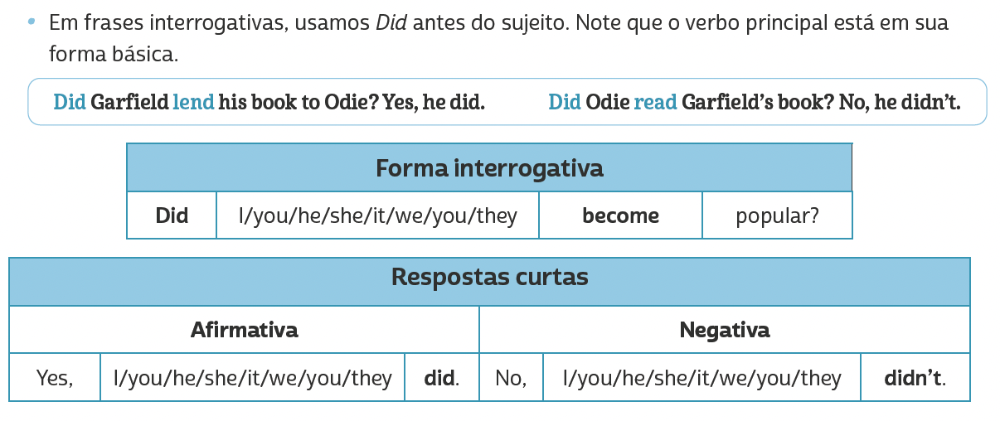 • Em frases interrogativas, usamos Did antes do sujeito. Note que o verbo principal está em sua
forma básica.
Did Garfield lend his book to Odie? Yes, he did. Did Odie read Garfield’s book? No, he didn’t.
Forma interrogativa
Did I/you/he/she/it/we/you/they become popular?
Respostas curtas
Afirmativa Negativa
Yes, I/you/he/she/it/we/you/they did. No, I/you/he/she/it/we/you/they didn’t.